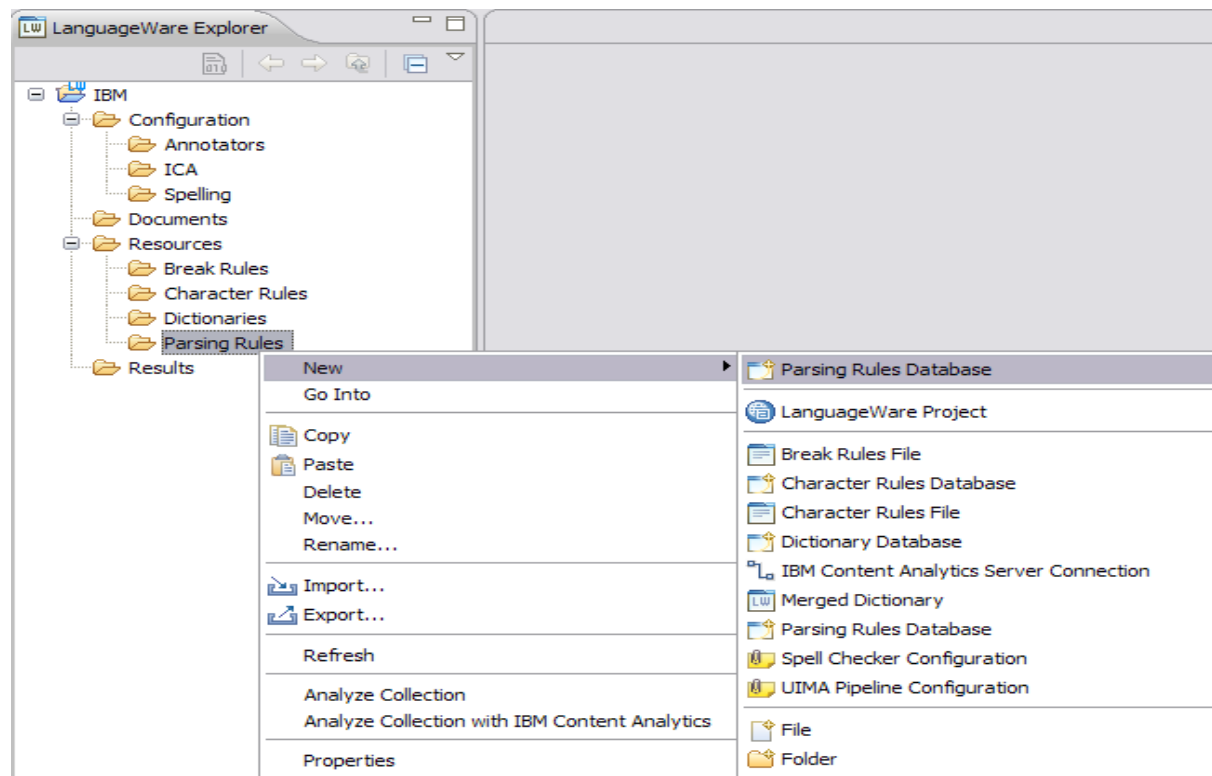 LW LanguageWare Explorer
IBM
Configuration
Annotators
ICA
Spelling
Documents
Resources
Break Rules
Character Rules
Dictionaries
Parsing Rules
Results
New
Go Into
Copy
Paste
Delete
Move...
Rename...
Import...
Export...
Refresh
Analyze Collection
Analyze Collection with IBM Content Analytics
Properties
Parsing Rules Database
LanguageWare Project
Break Rules File
Character Rules Database
Character Rules File
Dictionary Database
IBM Content Analytics Server Connection
LW Merged Dictionary
Parsing Rules Database
Spell Checker Configuration
UIMA Pipeline Configuration
File
Folder